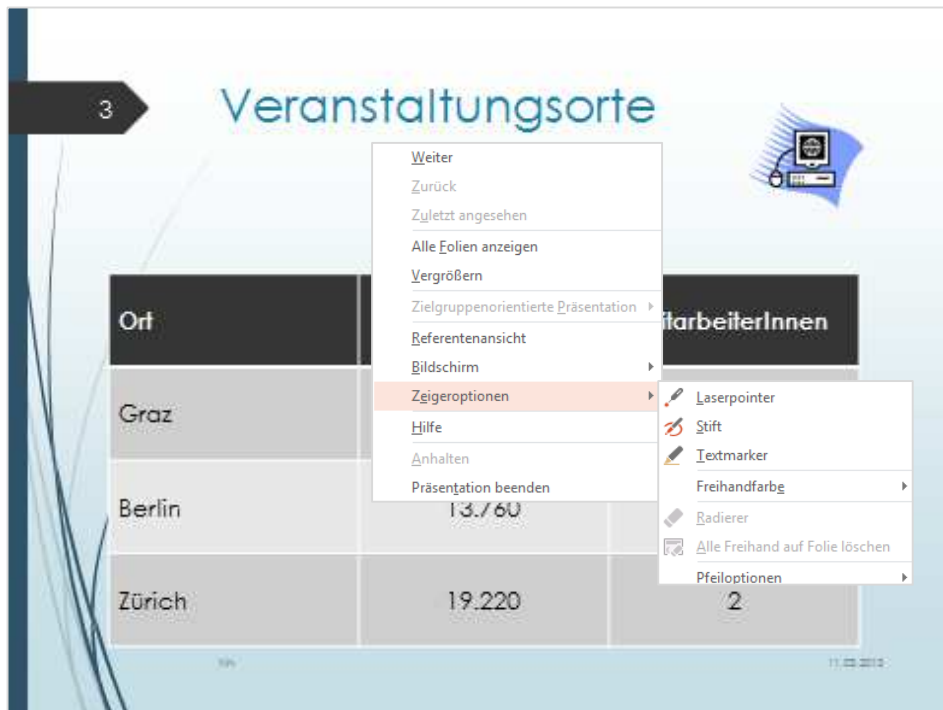 3
Veranstaltungsorte
Weiter
Zurück
Zuletzt angesehen
Alle Folien anzeigen
Vergrößern
Zielgruppenorientierte Präsentation
Referentenansicht
Bildschirm
Zeigeroptionen
Hilfe
Anhalten
Präsentation beenden
Laserpointer
Stift
Textmarker
Freihandfarbe
Radierer
Alle Freihand auf Folie löschen
Pfeiloptionen
Ort
itarbeiterInnen
Graz
Berlin
13.760
Zürich
19.220
2